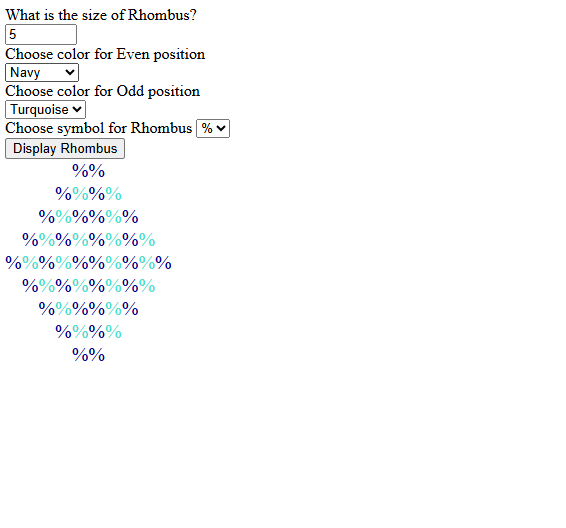 What is the size of Rhombus?
5
Choose color for Even position
Navy
Choose color for Odd position
Turquoise
Choose symbol for Rhombus %
Display Rhombus
%%
%%%%
%%%%%%
%%%%%%%%
%%%%%%%%%%
%%%%%%%%
%%%%%%
%%%%
%%